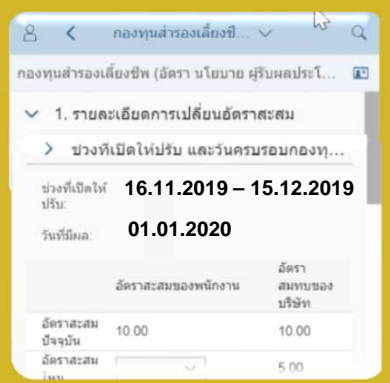 กองทุนสำรองเลี้ยงชี...
กองทุนสำรองเลี้ยงชีพ (อัตรา นโยบาย ผู้รับผลประโ...
1. รายละเอียดการเปลี่ยนอัตราสะสม
ช่วงที่เปิดให้ปรับ และวันครบรอบกองทุ...
ช่วงที่เปิดให้ 16.11.2019 – 15.12.2019
ปรับ:
วันที่มีผล: 01.01.2020
อัตรา
อัตราสะสมของพนักงาน สมทบของ
บริษัท
อัตราสะสม
ปัจจุบัน 10.00 10.00
อัตราสะสม
5.00